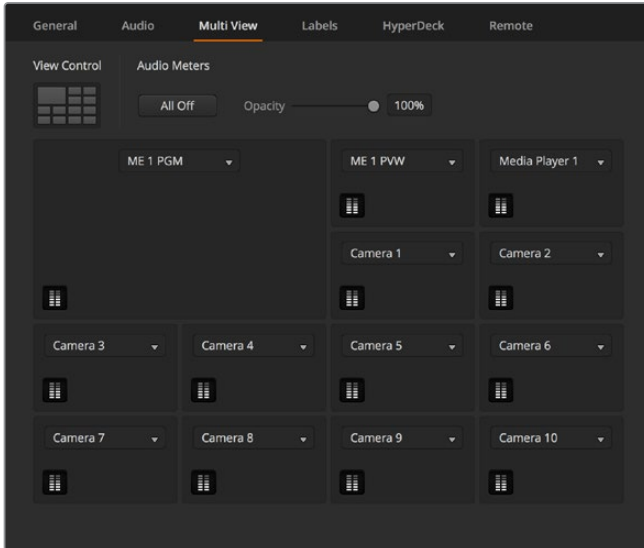 General Audio Multi View Labels HyperDeck Remote
View Control Audio Meters
All Off Opacity 100%
ME 1 PGM ME 1 PVW Media Player 1
Camera 1 Camera 2
Camera 3 Camera 4 Camera 5 Camera 6
Camera 7 Camera 8 Camera 9 Camera 10